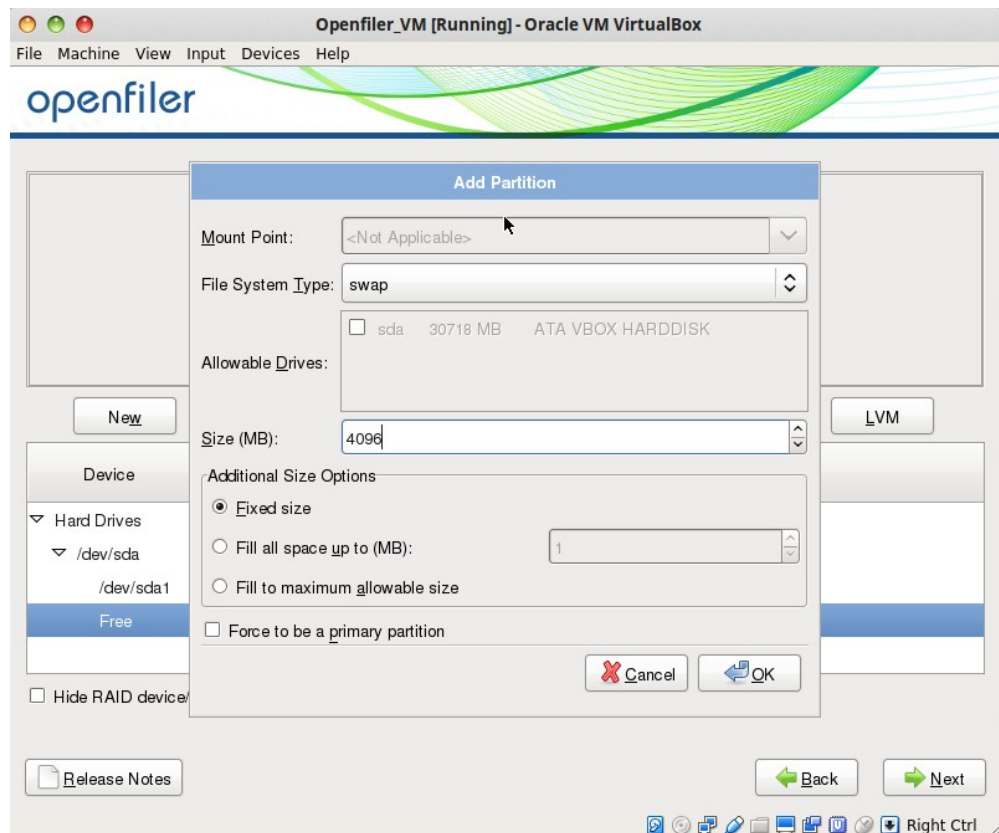 Openfiler_VM [Running] - Oracle VM VirtualBox
File Machine View Input Devices Help
openfiler
Add Partition
Mount Point: <Not Applicable>
File System Type: swap
Allowable Drives: sda 30718 MB ATA VBOX HARDDISK
New
LVM
Size (MB): 4096
Device
Additional Size Options
Fixed size
Hard Drives
Fill all space up to (MB): 1
/dev/sda
Fill to maximum allowable size
/dev/sda1
Free
Force to be a primary partition
Cancel
OK
Hide RAID device/
Release Notes
Back
Next
Right Ctrl